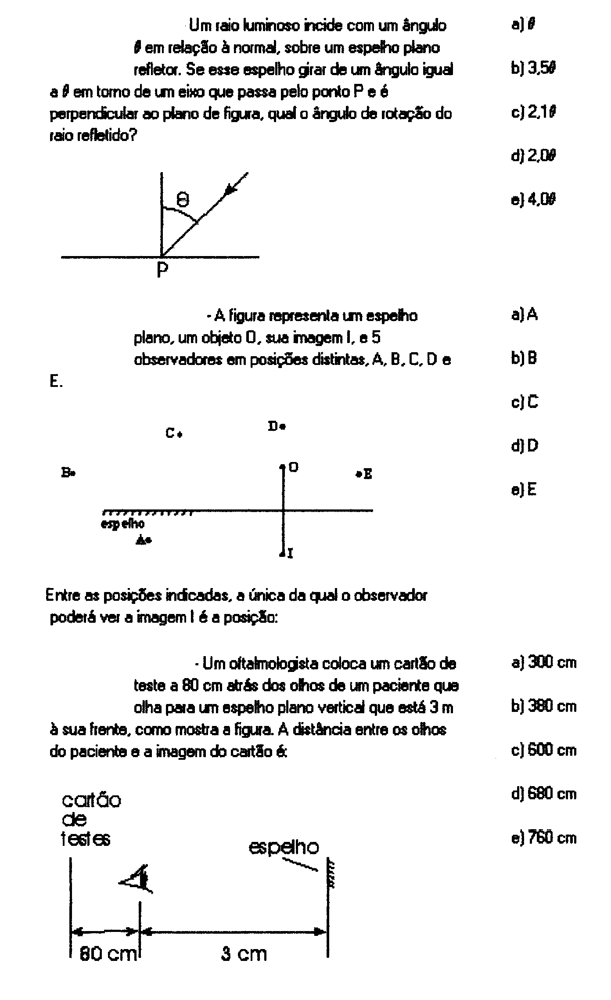 Um raio luminoso incide com um ângulo
θ em relação à normal, sobre um espelho plano
refletor. Se esse espelho girar de um ângulo igual
a θ em torno de um eixo que passa pelo ponto P e é
perpendicular ao plano de figura, qual o ângulo de rotação do
raio refletido?
a) θ
b) 3,5θ
c) 2,1θ
d) 2,0θ
e) 4,0θ
θ
P
- A figura representa um espelho
plano, um objeto O, sua imagem I, e 5
observadores em posições distintas, A, B, C, D e
E.
a) A
b) B
c) C
d) D
e) E
C
D
B
O
E
espelho
A
I
Entre as posições indicadas, a única da qual o observador
poderá ver a imagem I é a posição:
- Um oftalmologista coloca um cartão de
teste a 80 cm atrás dos olhos de um paciente que
olha para um espelho plano vertical que está 3 m
à sua frente, como mostra a figura. A distância entre os olhos
do paciente e a imagem do cartão é:
a) 300 cm
b) 380 cm
c) 600 cm
d) 680 cm
e) 760 cm
cartão
de
testes
espelho
80 cm
3 cm